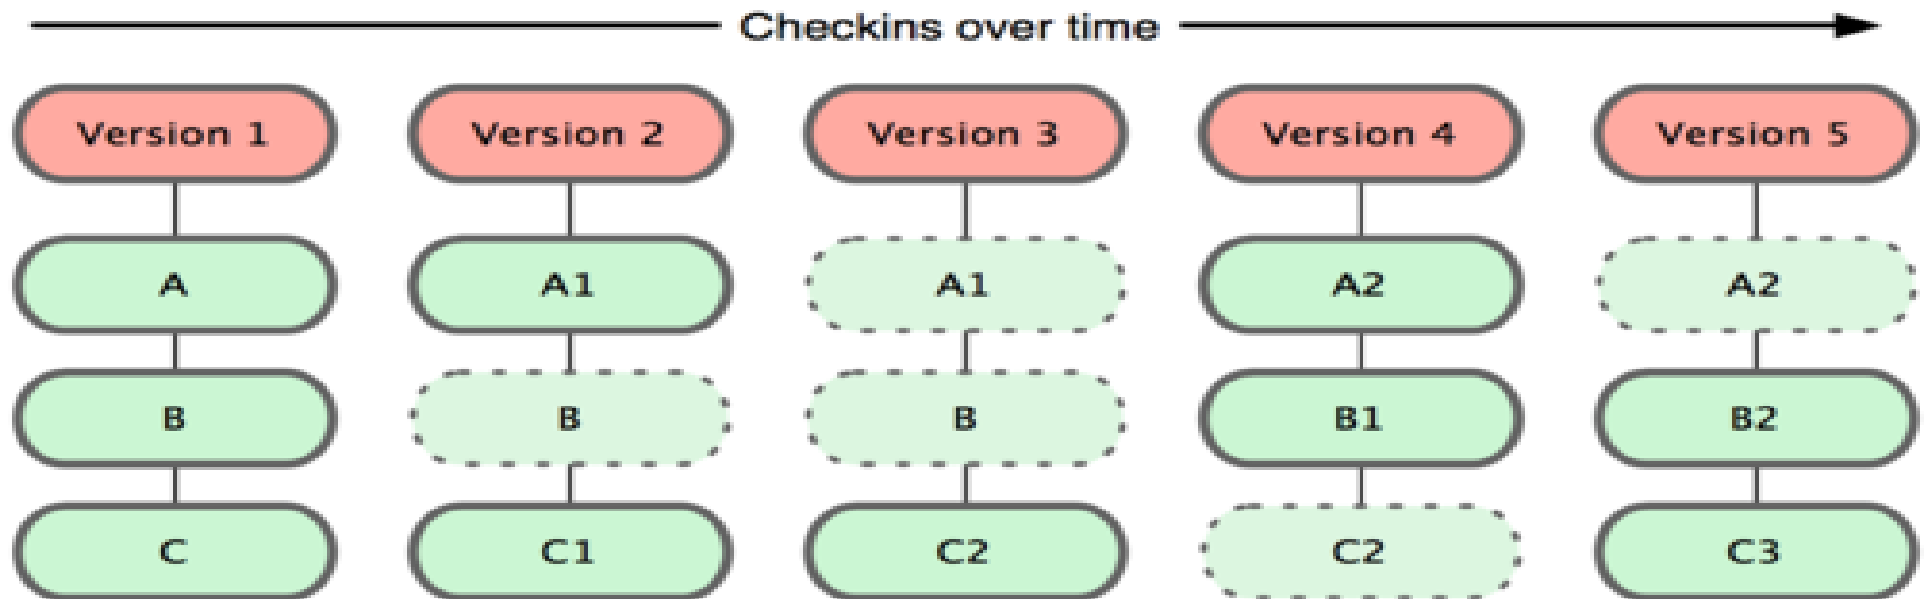 Checkins over time
Version 1 Version 2 Version 3 Version 4 Version 5
A A1 A1 A2 A2
B B B B1 B2
C C1 C2 C2 C3